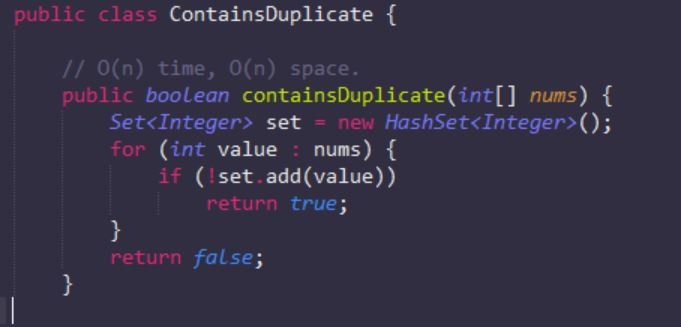 public class ContainsDuplicate {
// O(n) time, O(n) space.
public boolean containsDuplicate(int[] nums) {
Set<Integer> set = new HashSet<Integer>();
for (int value : nums) {
if (!set.add(value))
return true;
}
return false;
}